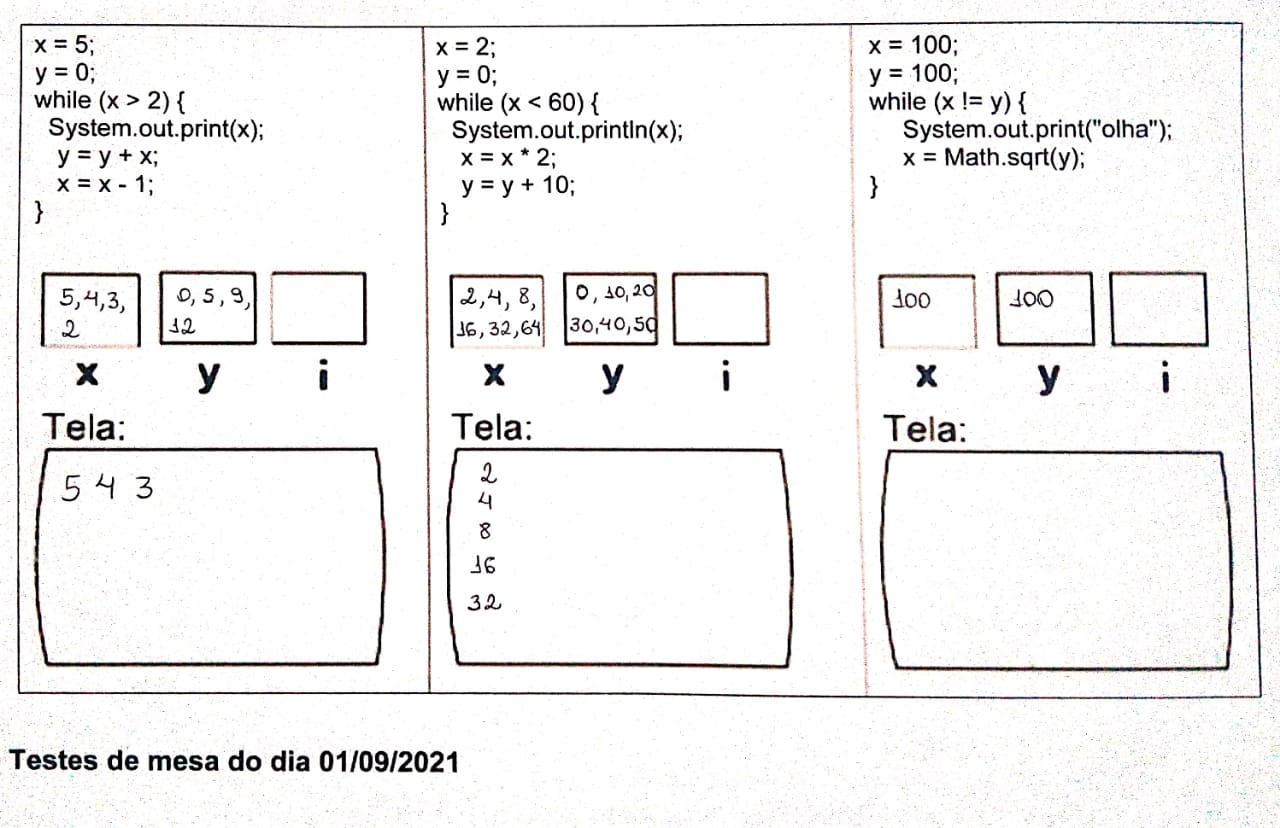 x = 5;
y = 0;
while (x > 2) {
System.out.print(x);
y = y + x;
x = x - 1;
}
5,4,3,
2
0, 5, 9,
12
x y i
Tela:
5 4 3
x = 2;
y = 0;
while (x < 60) {
System.out.println(x);
x = x * 2;
y = y + 10;
}
2,4, 8,
16,32,64
0, 10,20
30,40,50
x y i
Tela:
2
4
8
16
32
x = 100;
y = 100;
while (x != y) {
System.out.print("olha");
x = Math.sqrt(y);
}
100
100
x y i
Tela:
Testes de mesa do dia 01/09/2021